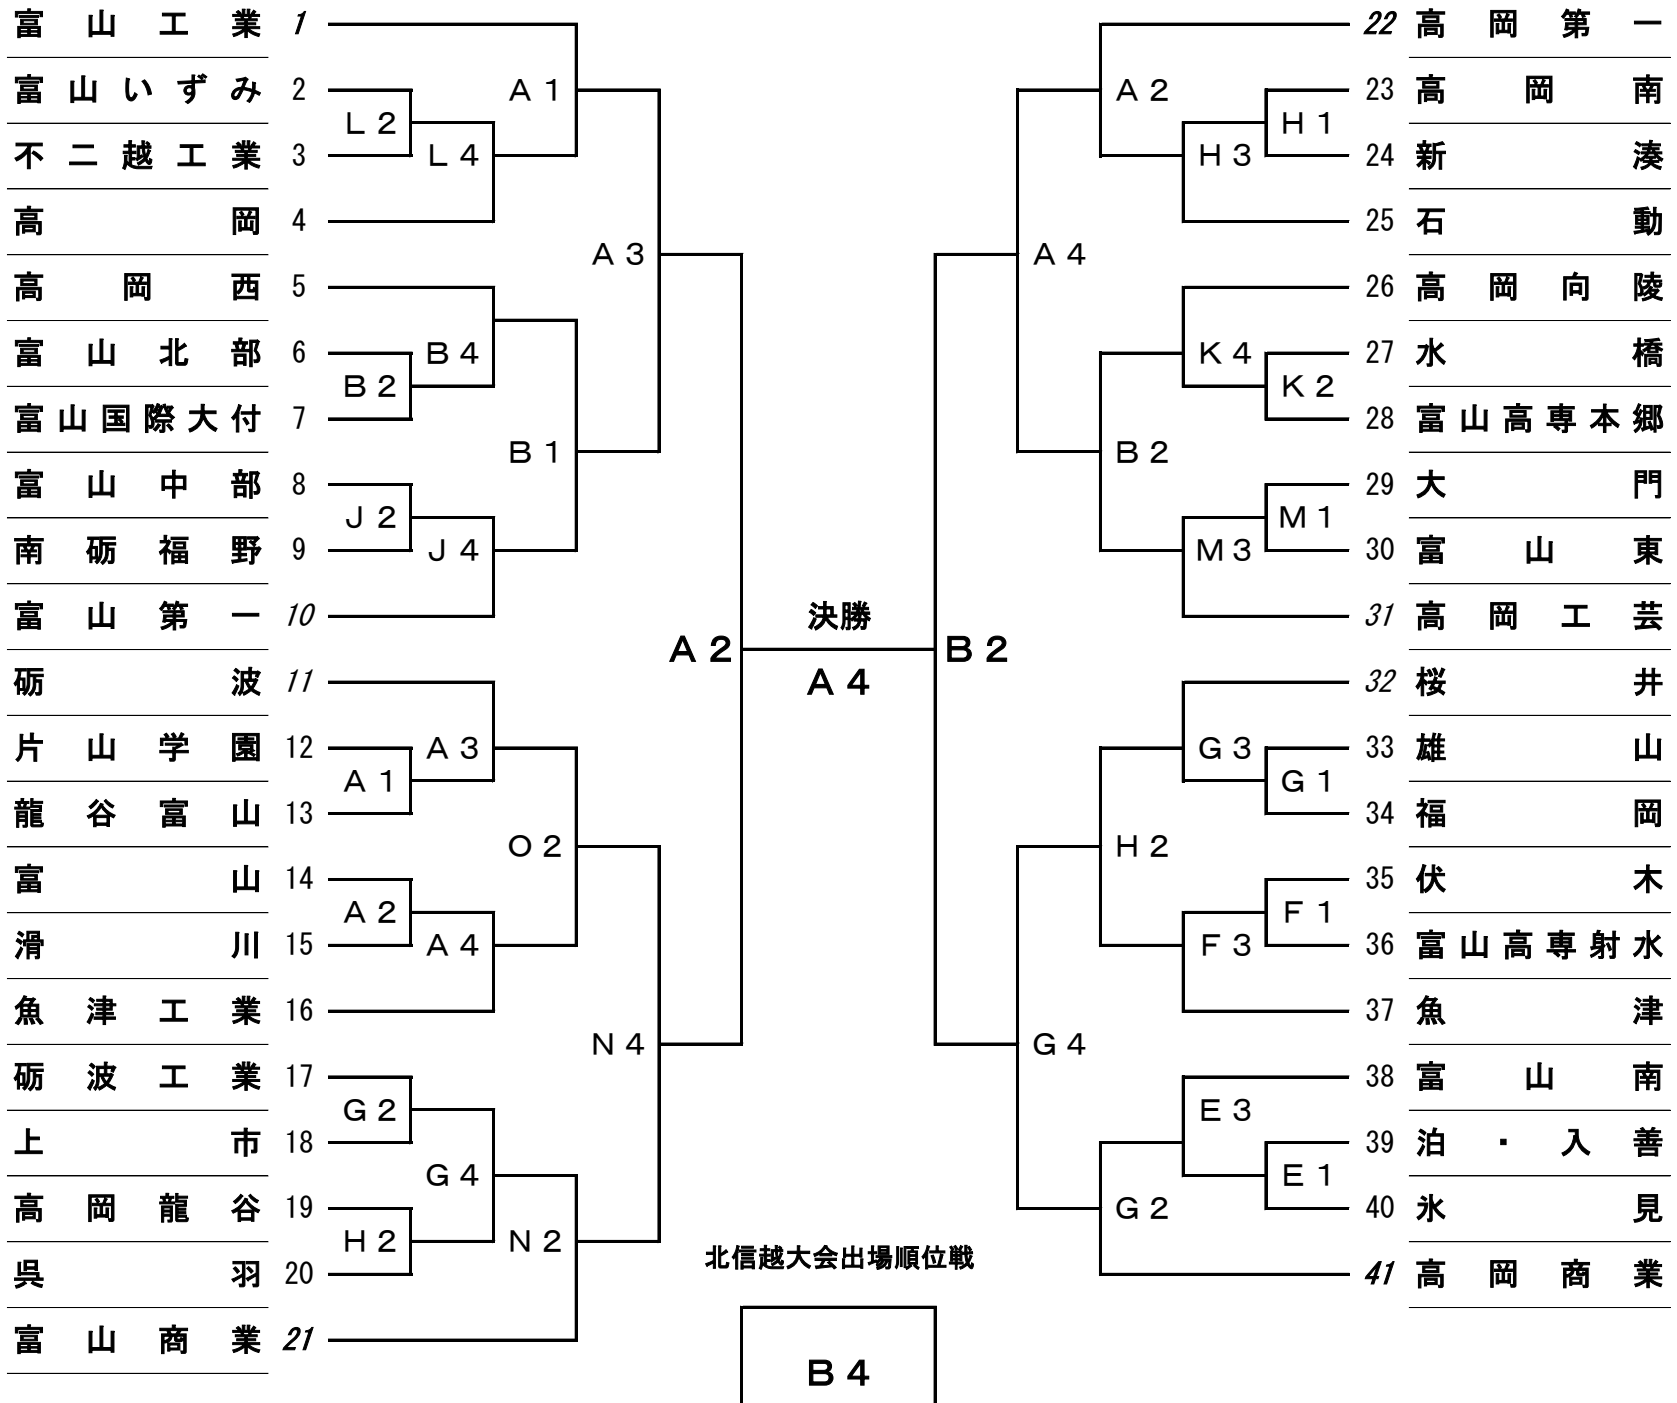 富山工業 1
富山いずみ 2
不二越工業 3
高岡 4
高岡西 5
富山北部 6
富山国際大付 7
富山中部 8
南砺福野 9
富山第一 10
砺波 11
片山学園 12
龍谷富山 13
富山 14
滑川 15
魚津工業 16
砺波工業 17
上市 18
高岡龍谷 19
呉羽 20
富山商業 21
L2
B2
J2
A1
A2
G2
H2
L4
B4
J4
A3
A4
G4
A1
B1
O2
N2
A3
N4
A2
決勝
A4
B2
北信越大会出場順位戦
B4
A4
G4
A2
B2
H2
G2
H3
K4
M3
G3
F3
E3
H1
K2
M1
G1
F1
E1
22 高岡第一
23 高岡南
24 新湊
25 石動
26 高岡向陵
27 水橋
28 富山高専本郷
29 大門
30 富山東
31 高岡工芸
32 桜井
33 雄山
34 福岡
35 伏木
36 富山高専射水
37 魚津
38 富山南
39 泊・入善
40 氷見
41 高岡商業